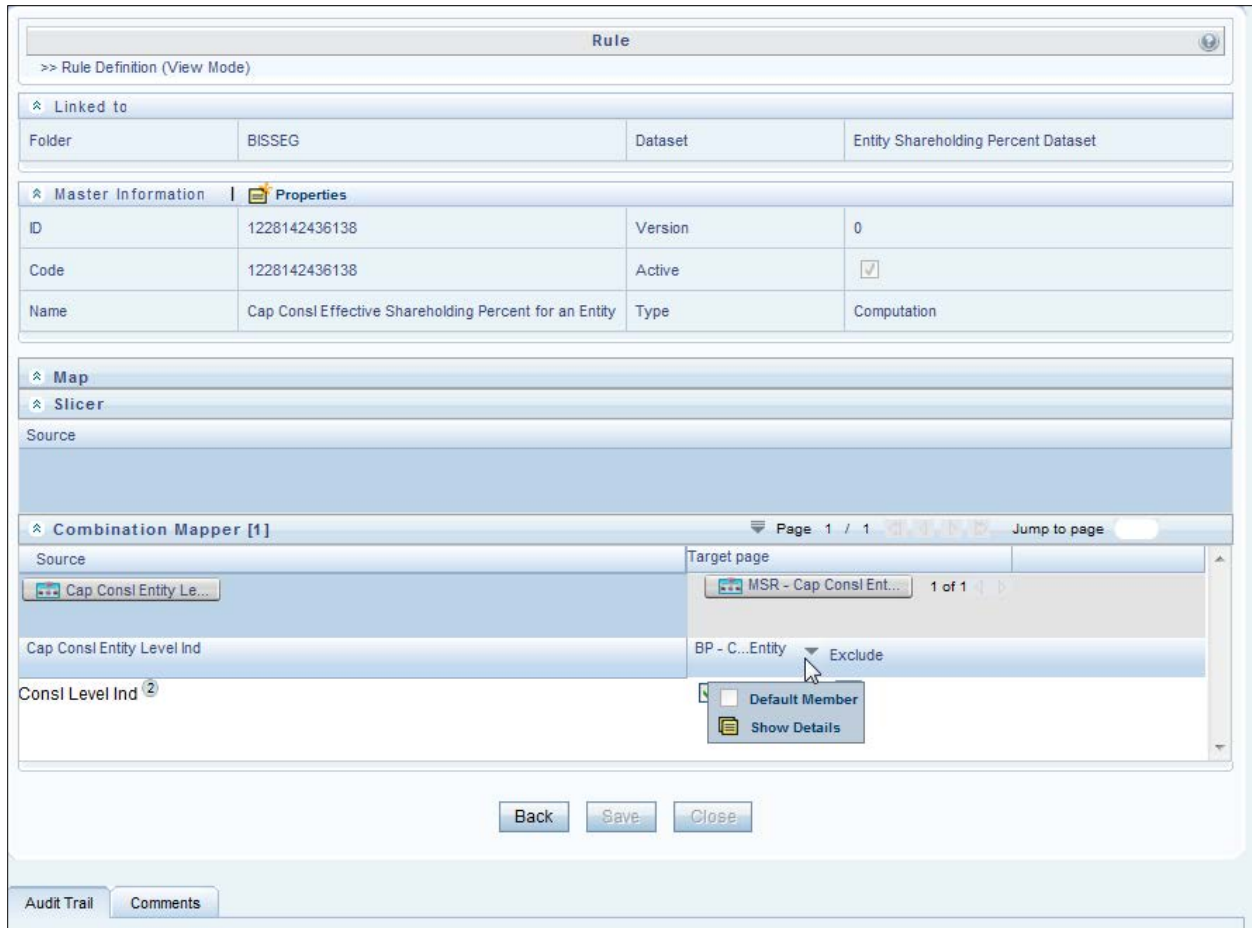 Rule
>> Rule Definition (View Mode)
Linked to
Folder BISSEG Dataset Entity Shareholding Percent Dataset
Master Information | Properties
ID 1228142436138 Version 0
Code 1228142436138 Active
Name Cap Consl Effective Shareholding Percent for an Entity Type Computation
Map
Slicer
Source
Combination Mapper [1] Page 1 / 1 Jump to page
Source Target page
Cap Consl Entity Le... MSR - Cap Consl Ent... 1 of 1
Cap Consl Entity Level Ind BP - C...Entity Exclude
Consl Level Ind 2
Default Member
Show Details
Back Save Close
Audit Trail Comments